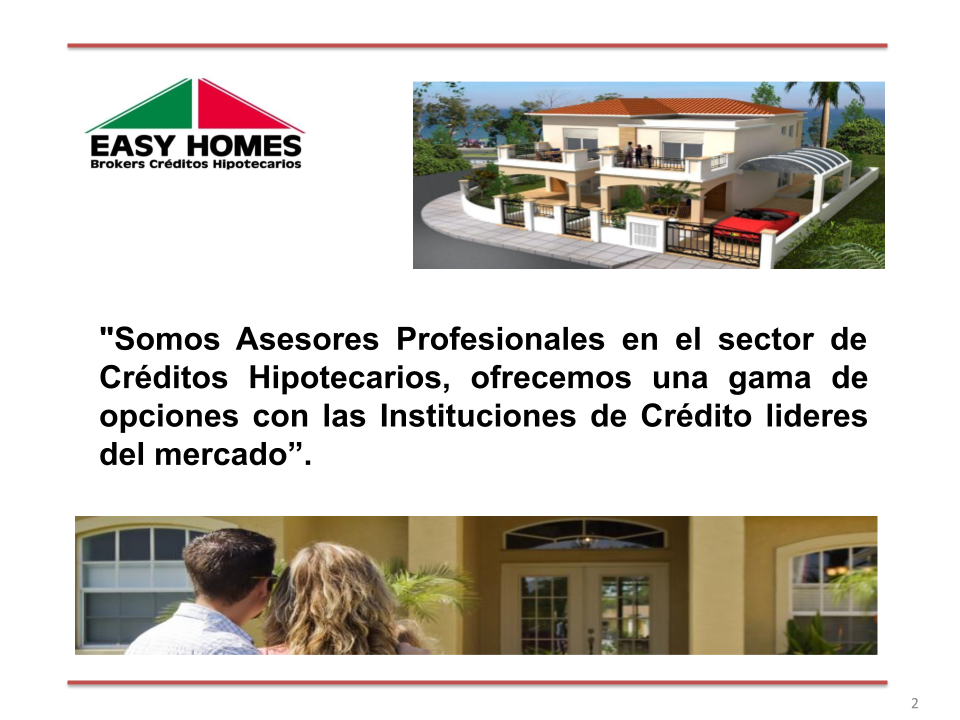 EASY HOMES
Brokers Créditos Hipotecarios
"Somos Asesores Profesionales en el sector de
Créditos Hipotecarios, ofrecemos una gama de
opciones con las Instituciones de Crédito lideres
del mercado”.
2